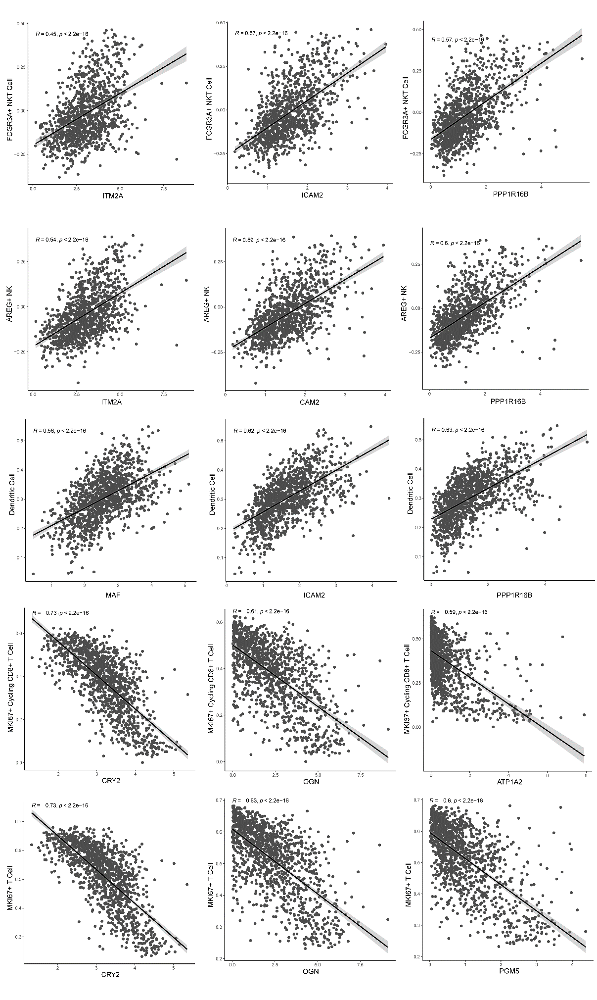 R = 0.45, p < 2.2e−16
0.50
0.25
0.00
−0.25
FCGR3A+ NKT Cell
0.0 2.5 5.0 7.5
ITM2A
R = 0.57, p < 2.2e−16
0.50
0.25
0.00
−0.25
FCGR3A+ NKT Cell
0 1 2 3 4
ICAM2
R = 0.57, p < 2.2e−16
0.50
0.25
0.00
−0.25
FCGR3A+ NKT Cell
0 2 4
PPP1R16B
R = 0.54, p < 2.2e−16
0.25
0.00
−0.25
AREG+ NK
0.0 2.5 5.0 7.5
ITM2A
R = 0.59, p < 2.2e−16
0.25
0.00
−0.25
AREG+ NK
0 1 2 3 4
ICAM2
R = 0.6, p < 2.2e−16
0.25
0.00
−0.25
AREG+ NK
0 2 4
PPP1R16B
R = 0.56, p < 2.2e−16
0.5
0.4
0.3
0.2
0.1
Dendritic Cell
1 2 3 4 5
MAF
R = 0.62, p < 2.2e−16
0.5
0.4
0.3
0.2
0.1
Dendritic Cell
0 1 2 3 4
ICAM2
R = 0.63, p < 2.2e−16
0.5
0.4
0.3
0.2
0.1
Dendritic Cell
0 2 4
PPP1R16B
R = 0.73, p < 2.2e−16
0.6
0.4
0.2
0.0
MKI67+ Cycling CD8+ T Cell
2 3 4 5
CRY2
R = 0.61, p < 2.2e−16
0.6
0.4
0.2
0.0
MKI67+ Cycling CD8+ T Cell
0.0 2.5 5.0 7.5
OGN
R = 0.59, p < 2.2e−16
0.50
0.25
0.00
MKI67+ Cycling CD8+ T Cell
0 2 4 6 8
ATP1A2
R = 0.73, p < 2.2e−16
0.7
0.6
0.5
0.4
0.3
MKI67+ T Cell
2 3 4 5
CRY2
R = 0.63, p < 2.2e−16
0.7
0.6
0.5
0.4
0.3
0.2
MKI67+ T Cell
0.0 2.5 5.0 7.5
OGN
R = 0.6, p < 2.2e−16
0.7
0.6
0.5
0.4
0.3
0.2
MKI67+ T Cell
0 1 2 3 4
PGM5